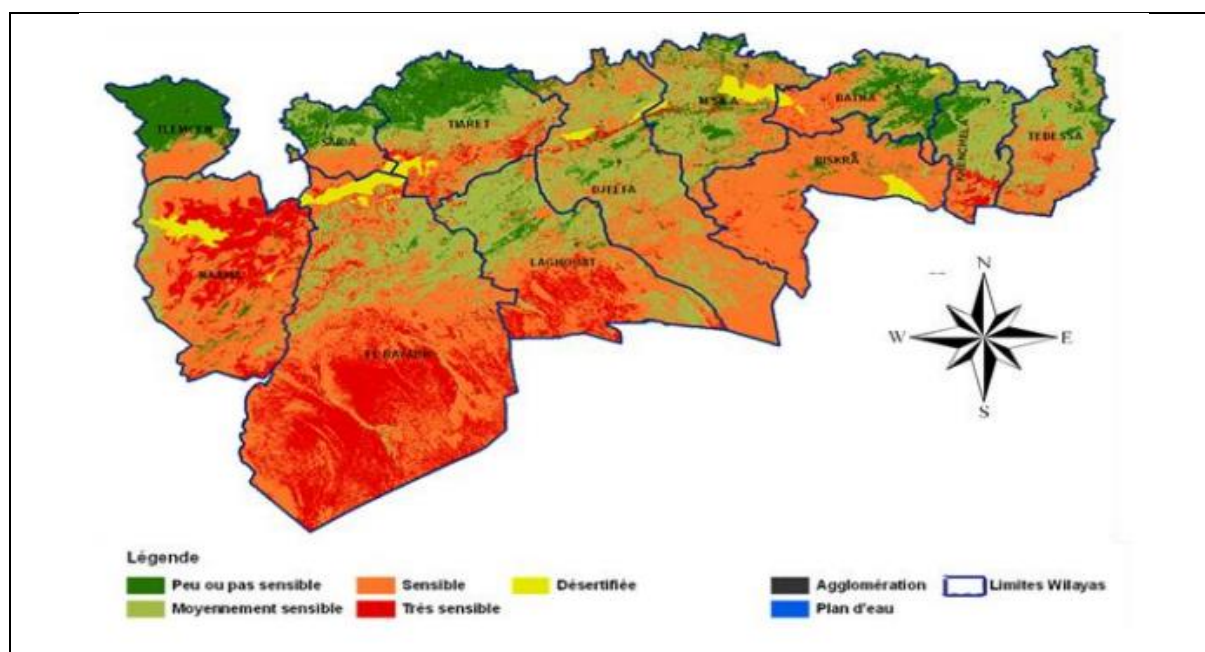 TLEMCEN
SAIDA
TIARET
M'SILA
BATNA
KHENCHELA
TEBESSA
BISKRA
DJELFA
LAGHOUAT
NAAMA
EL BAYADH
N
W
E
S
Légende
Peu ou pas sensible
Sensible
Désertifiée
Agglomération
Limites Wilayas
Moyennement sensible
Très sensible
Plan d'eau